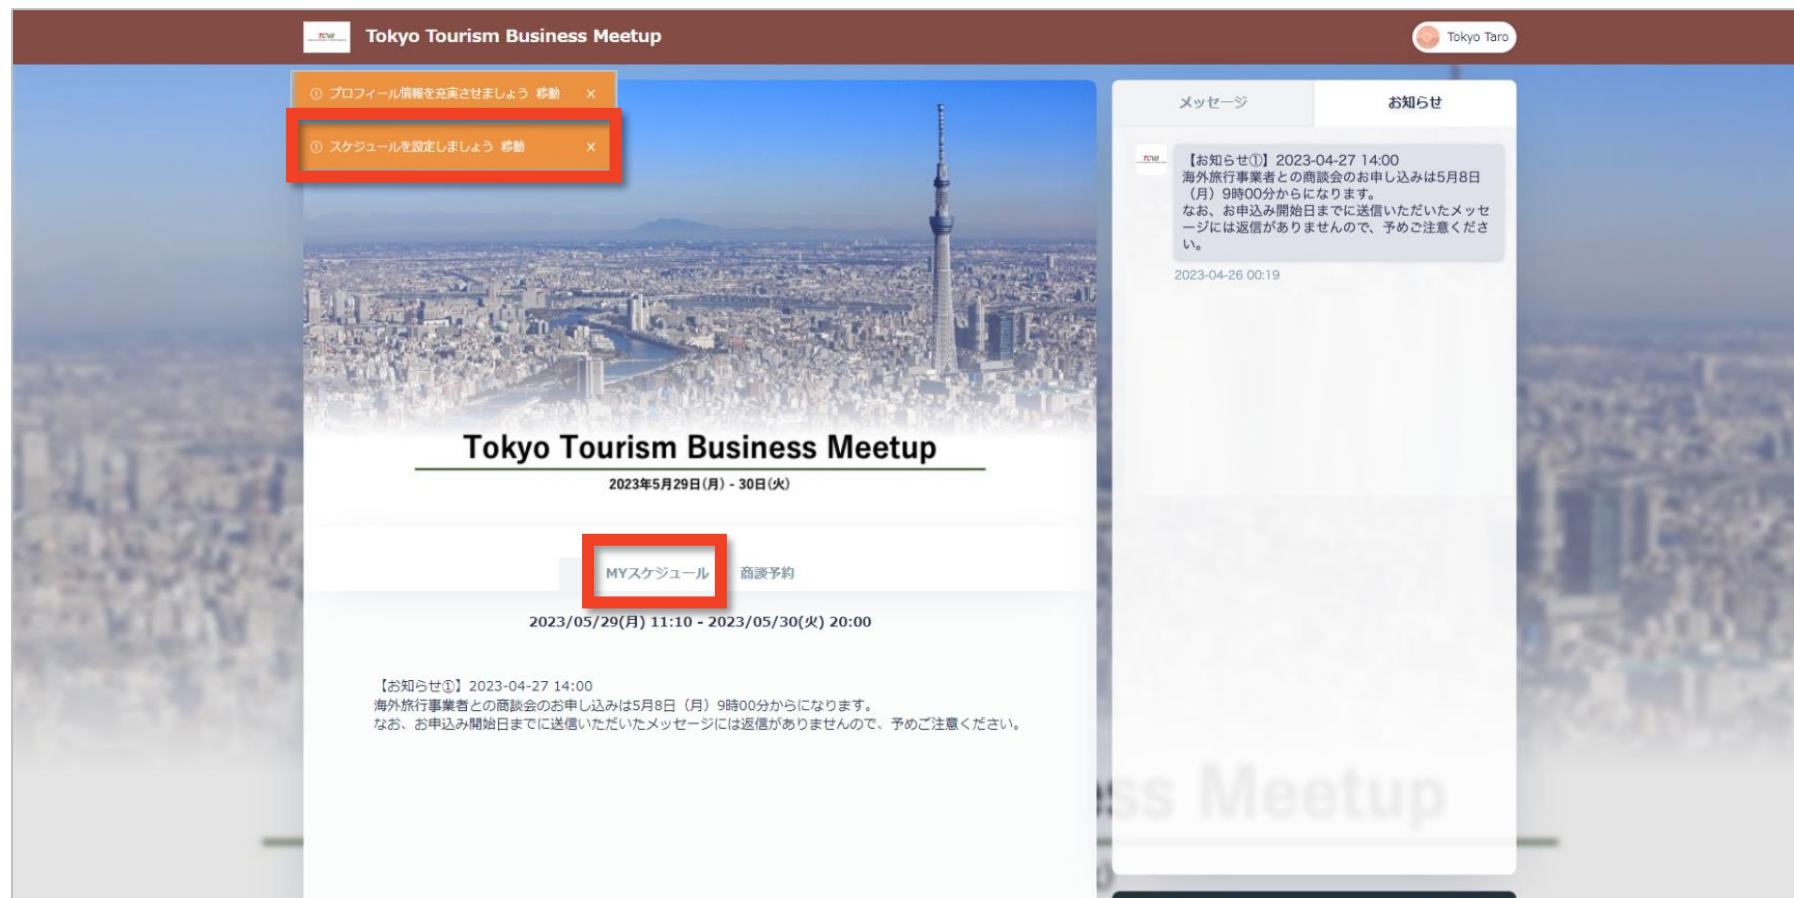 TCVB
Tokyo Tourism Business Meetup
Tokyo Taro
プロフィール情報を充実させましょう 移動 ×
スケジュールを設定しましょう 移動 ×
Tokyo Tourism Business Meetup
2023年5月29日(月) - 30日(火)
MYスケジュール 商談予約
2023/05/29(月) 11:10 - 2023/05/30(火) 20:00
【お知らせ①】2023-04-27 14:00
海外旅行事業者との商談会のお申し込みは5月8日（月）9時00分からになります。
なお、お申込み開始日までに送信いただいたメッセージには返信がありませんので、予めご注意ください。
メッセージ お知らせ
TCVB
【お知らせ①】2023-04-27 14:00
海外旅行事業者との商談会のお申し込みは5月8日
（月）9時00分からになります。
なお、お申込み開始日までに送信いただいたメッセ
ージには返信がありませんので、予めご注意くださ
い。
2023-04-26 00:19
ess Meetup